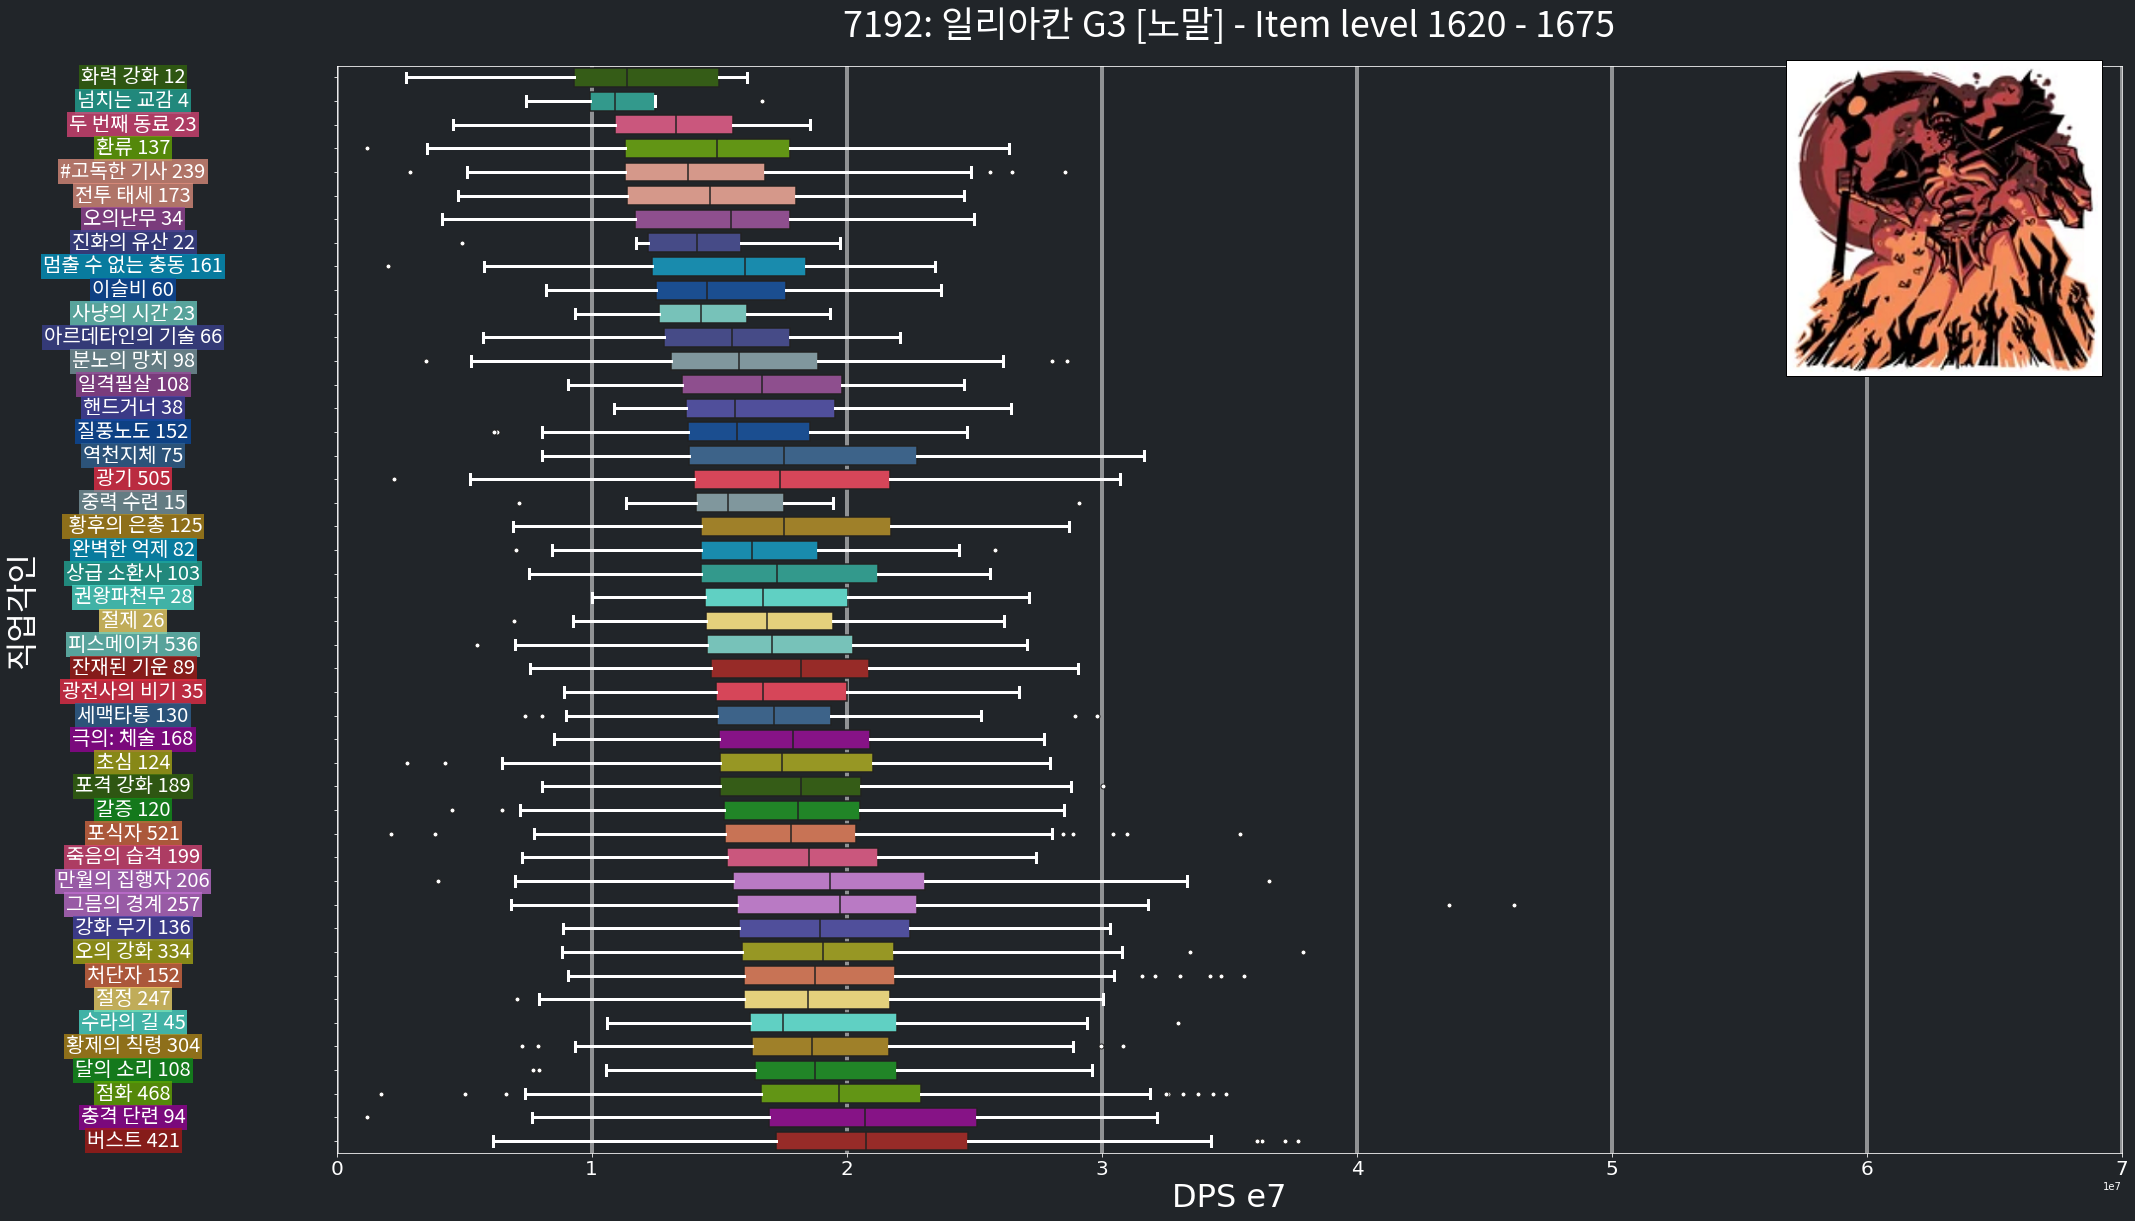 7192: 일리아칸 G3 [노말] - Item level 1620 - 1675
화력 강화 12
넘치는 교감 4
두 번째 동료 23
환류 137
#고독한 기사 239
전투 태세 173
오의난무 34
진화의 유산 22
멈출 수 없는 충동 161
이슬비 60
사냥의 시간 23
아르데타인의 기술 66
분노의 망치 98
일격필살 108
핸드거너 38
질풍노도 152
역천지체 75
광기 505
중력 수련 15
황후의 은총 125
완벽한 억제 82
상급 소환사 103
권왕파천무 28
절제 26
피스메이커 536
잔재된 기운 89
광전사의 비기 35
세맥타통 130
극의: 체술 168
초심 124
포격 강화 189
갈증 120
포식자 521
죽음의 습격 199
만월의 집행자 206
그믐의 경계 257
강화 무기 136
오의 강화 334
처단자 152
절정 247
수라의 길 45
황제의 칙령 304
달의 소리 108
점화 468
충격 단련 94
버스트 421
직업각인
0 1 2 3 4 5 6 7
1e7
DPS e7